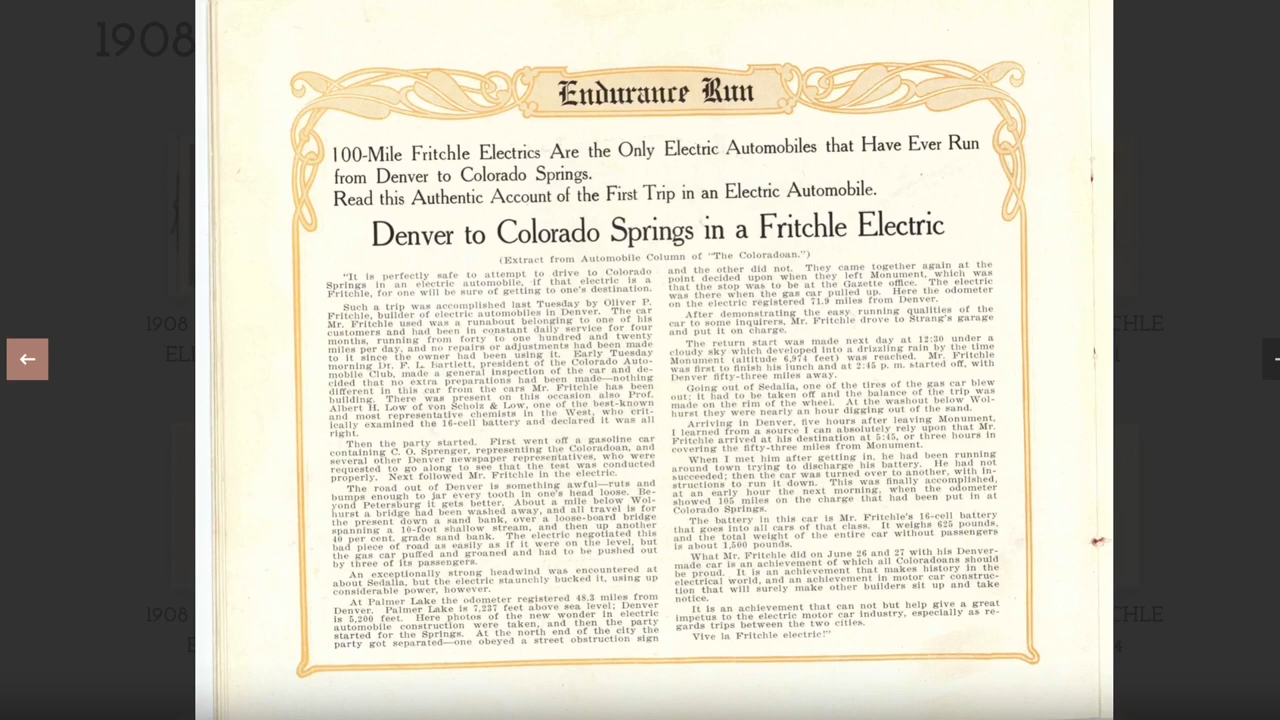 1908
Endurance Run
100-Mile Fritchle Electrics Are the Only Electric Automobiles that Have Ever Run
from Denver to Colorado Springs.
Read this Authentic Account of the First Trip in an Electric Automobile.
Denver to Colorado Springs in a Fritchle Electric
(Extract from Automobile Column of "The Coloradoan.")
"It is perfectly safe to attempt to drive to Colorado
Springs in an electric automobile, if that electric is a
Fritchle, for one will be sure of getting to one's destination.
Such a trip was accomplished last Tuesday by Oliver P.
Fritchle, builder of electric automobiles in Denver. The car
Mr. Fritchle used was a runabout belonging to one of his
customers and had been in constant daily service for four
months, running from forty to one hundred and twenty
miles per day, and no repairs or adjustments had been made
to it since the owner had been using it. Early Tuesday
morning Dr. F. L. Bartlett, president of the Colorado Auto-
mobile Club, made a general inspection of the car and de-
cided that no extra preparations had been made—nothing
different in this car from the cars Mr. Fritchle has been
building. There was present on this occasion also Prof.
Albert H. Low of von Scholz & Low, one of the best-known
and most representative chemists in the West, who crit-
ically examined the 16-cell battery and declared it was all
right.
Then the party started. First went off a gasoline car
containing C. O. Sprenger, representing the Coloradoan, and
several other Denver newspaper representatives, who were
requested to go along to see that the test was conducted
properly. Next followed Mr. Fritchle in the electric.
The road out of Denver is something awful—ruts and
bumps enough to jar every tooth in one's head loose. Be-
yond Petersburg it gets better. About a mile below Wol-
hurst a bridge had been washed away, and all travel is for
the present down a sand bank, over a loose-board bridge
spanning a 10-foot shallow stream, and then up another
40 per cent. grade sand bank. The electric negotiated this
bad piece of road as easily as if it were on the level, but
the gas car puffed and groaned and had to be pushed out
by three of its passengers.
An exceptionally strong headwind was encountered at
about Sedalia, but the electric staunchly bucked it, using up
considerable power, however.
At Palmer Lake the odometer registered 48.3 miles from
Denver. Palmer Lake is 7,237 feet above sea level; Denver
is 5,200 feet. Here photos of the new wonder in electric
automobile construction were taken, and then the party
started for the Springs. At the north end of the city the
party got separated—one obeyed a street obstruction sign
and the other did not. They came together again at the
point decided upon when they left Monument, which was
that the stop was to be at the Gazette office. The electric
was there when the gas car pulled up. Here the odometer
on the electric registered 71.9 miles from Denver.
After demonstrating the easy running qualities of the
car to some inquirers, Mr. Fritchle drove to Strang's garage
and put it on charge.
The return start was made next day at 12:30 under a
cloudy sky which developed into a drizzling rain by the time
Monument (altitude 6,974 feet) was reached. Mr. Fritchle
was first to finish his lunch and at 2:45 p. m. started off, with
Denver fifty-three miles away.
Going out of Sedalia, one of the tires of the gas car blew
out; it had to be taken off and the balance of the trip was
made on the rim of the wheel. At the washout below Wol-
hurst they were nearly an hour digging out of the sand.
Arriving in Denver, five hours after leaving Monument,
I learned from a source I can absolutely rely upon that Mr.
Fritchle arrived at his destination at 5:45, or three hours in
covering the fifty-three miles from Monument.
When I met him after getting in, he had been running
around town trying to discharge his battery. He had not
succeeded; then the car was turned over to another, with in-
structions to run it down. This was finally accomplished,
at an early hour the next morning, when the odometer
showed 105 miles on the charge that had been put in at
Colorado Springs.
The battery in this car is Mr. Fritchle's 16-cell battery
that goes into all cars of that class. It weighs 625 pounds,
and the total weight of the entire car without passengers
is about 1,500 pounds.
What Mr. Fritchle did on June 26 and 27 with his Denver-
made car is an achievement of which all Coloradoans should
be proud. It is an achievement that makes history in the
electrical world, and an achievement in motor car construc-
tion that will surely make other builders sit up and take
notice.
It is an achievement that can not but help give a great
impetus to the electric motor car industry, especially as re-
gards trips between the two cities.
Vive la Fritchle electric!"
1908
1908